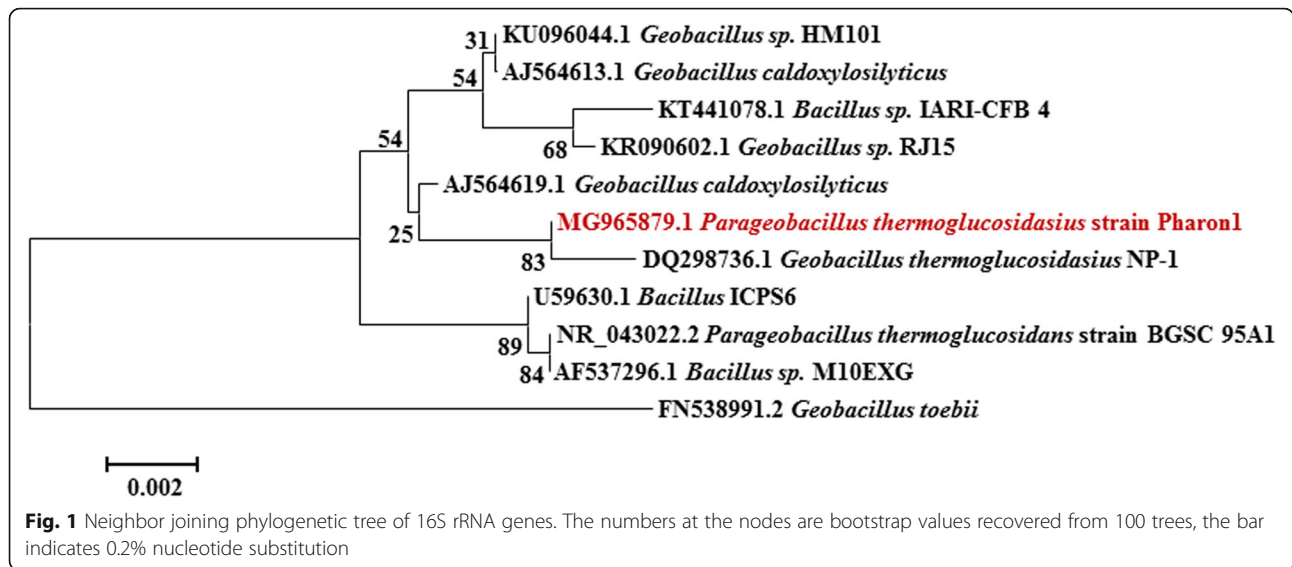 31 KU096044.1 Geobacillus sp. HM101
AJ564613.1 Geobacillus caldoxylosilyticus
54
KT441078.1 Bacillus sp. IARI-CFB 4
54
68 KR090602.1 Geobacillus sp. RJ15
AJ564619.1 Geobacillus caldoxylosilyticus
MG965879.1 Parageobacillus thermoglucosidasius strain Pharon1
25
83 DQ298736.1 Geobacillus thermoglucosidasius NP-1
U59630.1 Bacillus ICPS6
NR_043022.2 Parageobacillus thermoglucosidans strain BGSC 95A1
89
84 AF537296.1 Bacillus sp. M10EXG
FN538991.2 Geobacillus toebii
0.002
Fig. 1 Neighbor joining phylogenetic tree of 16S rRNA genes. The numbers at the nodes are bootstrap values recovered from 100 trees, the bar
indicates 0.2% nucleotide substitution